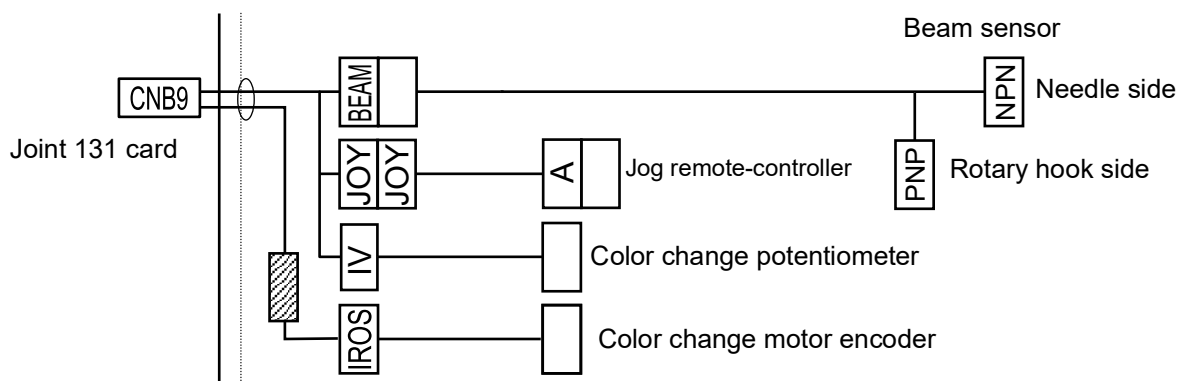 Beam sensor
CNB9
BEAM
NPN
Needle side
Joint 131 card
JOY
JOY
A
Jog remote-controller
PNP
Rotary hook side
IV
Color change potentiometer
IROS
Color change motor encoder